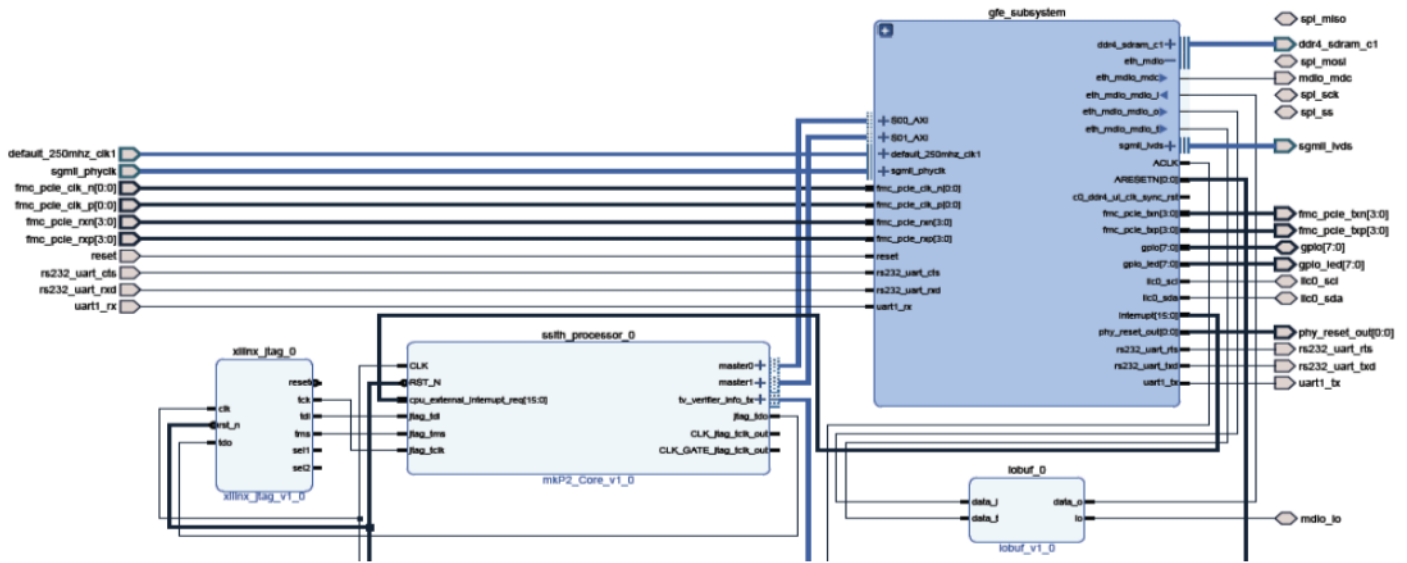 gfe_subsystem
spi_miso
ddr4_sdram_c1
ddr4_sdram_c1
eth_mdio
spi_mosi
eth_mdio_mdc
mdio_mdc
eth_mdio_mdio_i
spi_sck
eth_mdio_mdio_o
spi_ss
S00_AXI
eth_mdio_mdio_t
S01_AXI
sgmii_lvds
sgmii_lvds
default_250mhz_clk1
default_250mhz_clk1
ACLK
sgmii_phyclk
sgmii_phyclk
ARESETN[0:0]
fmc_pcie_clk_n[0:0]
fmc_pcie_clk_n[0:0]
c0_ddr4_ui_clk_sync_rst
fmc_pcie_clk_p[0:0]
fmc_pcie_clk_p[0:0]
fmc_pcie_txn[3:0]
fmc_pcie_txn[3:0]
fmc_pcie_rxn[3:0]
fmc_pcie_rxn[3:0]
fmc_pcie_txp[3:0]
fmc_pcie_txp[3:0]
fmc_pcie_rxp[3:0]
fmc_pcie_rxp[3:0]
gpio[7:0]
gpio[7:0]
reset
reset
gpio_led[7:0]
gpio_led[7:0]
rs232_uart_cts
rs232_uart_cts
iic0_scl
iic0_scl
rs232_uart_rxd
rs232_uart_rxd
iic0_sda
iic0_sda
uart1_rx
uart1_rx
interrupt[15:0]
phy_reset_out[0:0]
phy_reset_out[0:0]
rs232_uart_rts
rs232_uart_rts
rs232_uart_txd
rs232_uart_txd
uart1_tx
uart1_tx
ssith_processor_0
CLK
master0
RST_N
master1
cpu_external_interrupt_req[15:0]
tv_verifier_info_tx
jtag_tdi
jtag_tdo
jtag_tms
CLK_jtag_tclk_out
jtag_tclk
CLK_GATE_jtag_tclk_out
mkP2_Core_v1_0
xilinx_jtag_0
reset
tck
clk
tdi
rst_n
tms
tdo
sel1
sel2
xilinx_jtag_v1_0
iobuf_0
data_i
data_o
data_t
io
mdio_io
iobuf_v1_0